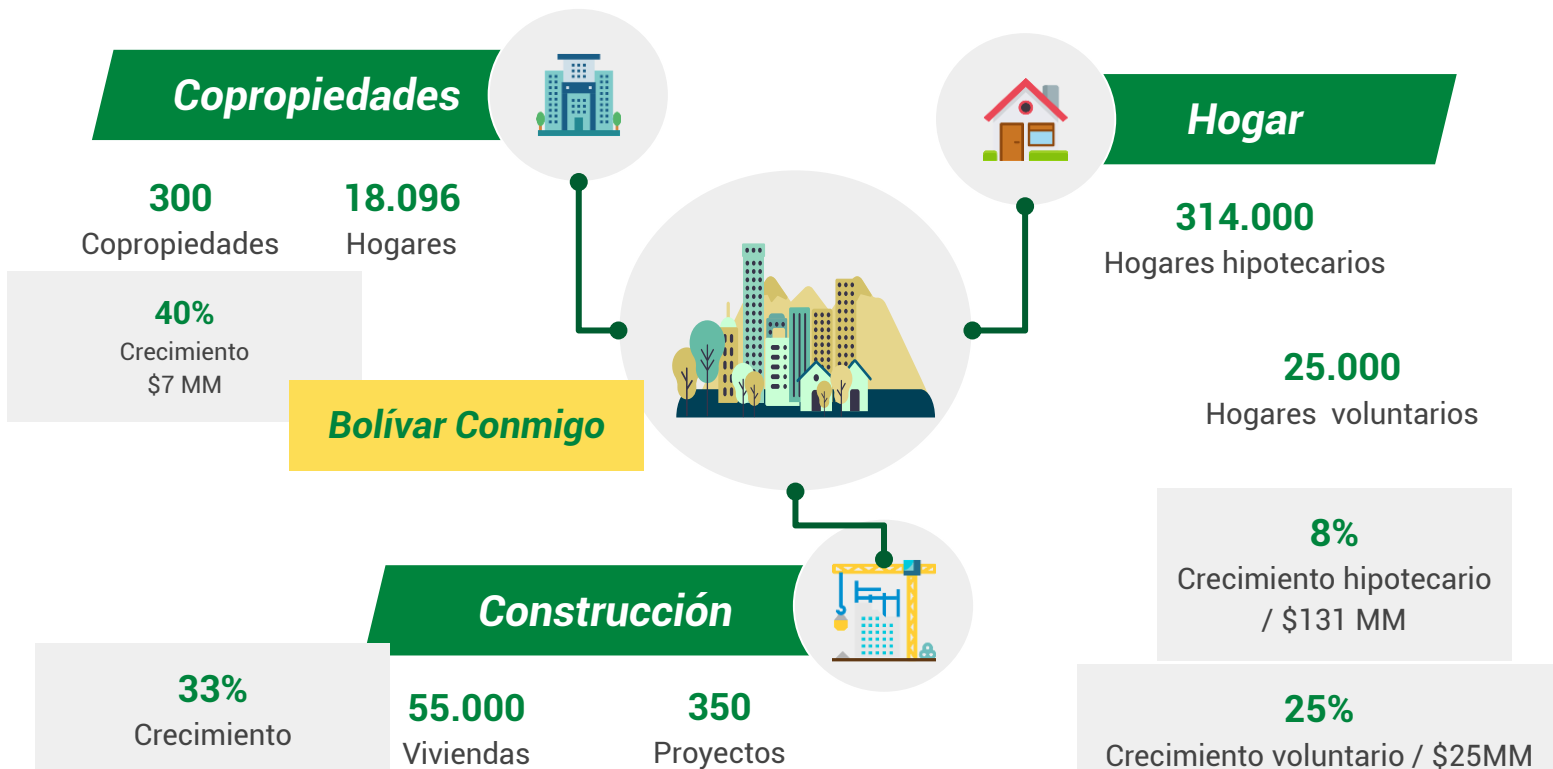 Copropiedades
300
Copropiedades
18.096
Hogares
40%
Crecimiento
$7 MM
Bolívar Conmigo
Hogar
314.000
Hogares hipotecarios
25.000
Hogares voluntarios
8%
Crecimiento hipotecario
/ $131 MM
25%
Crecimiento voluntario / $25MM
Construcción
33%
Crecimiento
55.000
Viviendas
350
Proyectos